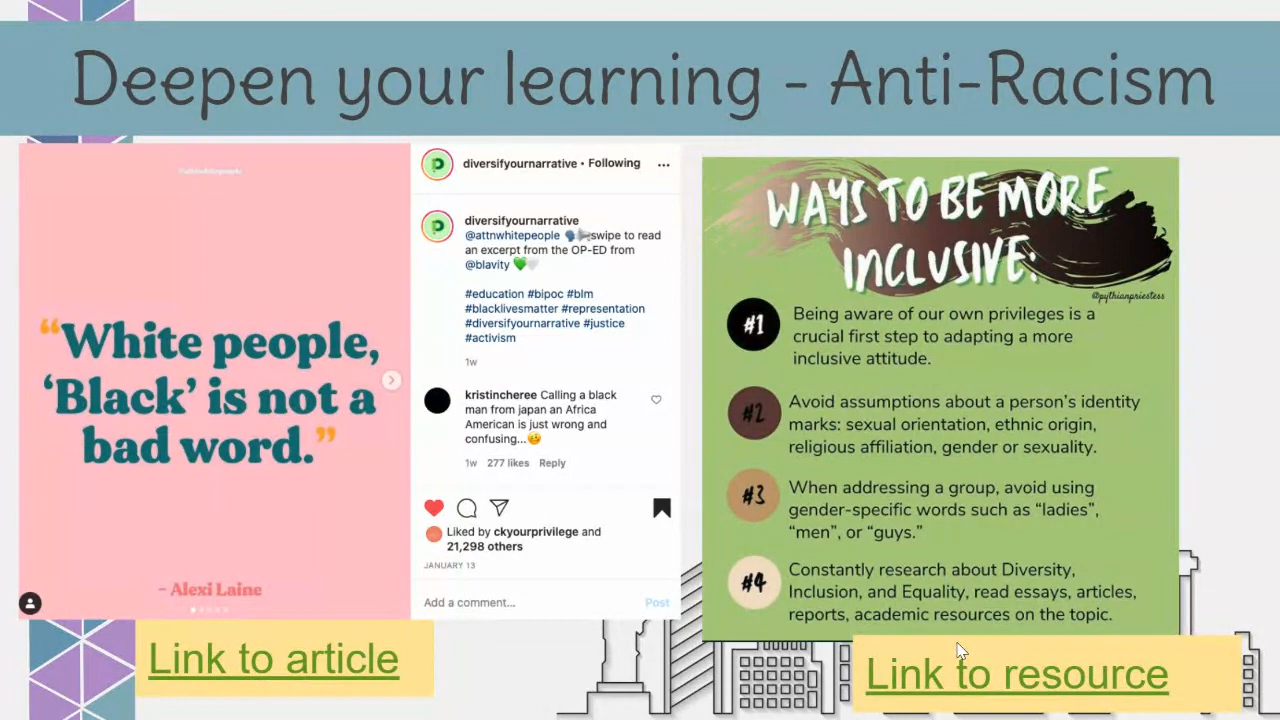 Deepen your learning - Anti-Racism
“White people,
‘Black’ is not a
bad word.”
- Alexi Laine
diversifyournarrative • Following
diversifyournarrative
@attnwhitepeople swipe to read
an excerpt from the OP-ED from
@blavity
#education #bipoc #blm
#blacklivesmatter #representation
#diversifyournarrative #justice
#activism
1w
kristincheree Calling a black
man from japan an Africa
American is just wrong and
confusing...
1w 277 likes Reply
Liked by ckyourprivilege and
21,298 others
JANUARY 13
Add a comment... Post
Link to article
WAYS TO BE MORE
INCLUSIVE:
@pythianpriestess
#1 Being aware of our own privileges is a
crucial first step to adapting a more
inclusive attitude.
#2 Avoid assumptions about a person's identity
marks: sexual orientation, ethnic origin,
religious affiliation, gender or sexuality.
#3 When addressing a group, avoid using
gender-specific words such as “ladies”,
“men”, or “guys.”
#4 Constantly research about Diversity,
Inclusion, and Equality, read essays, articles,
reports, academic resources on the topic.
Link to resource